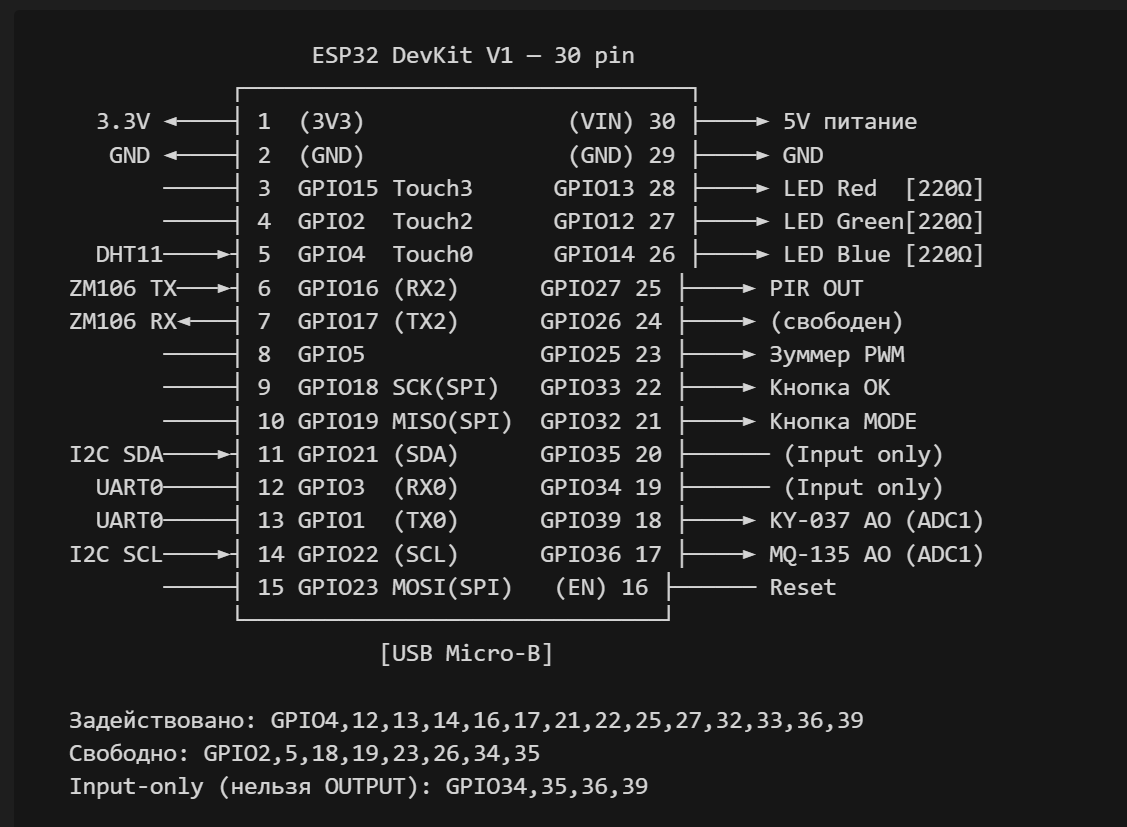 ESP32 DevKit V1 — 30 pin
3.3V 1 (3V3) (VIN) 30 5V питание
GND 2 (GND) (GND) 29 GND
3 GPIO15 Touch3 GPIO13 28 LED Red [220Ω]
4 GPIO2 Touch2 GPIO12 27 LED Green[220Ω]
DHT11 5 GPIO4 Touch0 GPIO14 26 LED Blue [220Ω]
ZM106 TX 6 GPIO16 (RX2) GPIO27 25 PIR OUT
ZM106 RX 7 GPIO17 (TX2) GPIO26 24 (свободен)
8 GPIO5 GPIO25 23 Зуммер PWM
9 GPIO18 SCK(SPI) GPIO33 22 Кнопка OK
10 GPIO19 MISO(SPI) GPIO32 21 Кнопка MODE
I2C SDA 11 GPIO21 (SDA) GPIO35 20 (Input only)
UART0 12 GPIO3 (RX0) GPIO34 19 (Input only)
UART0 13 GPIO1 (TX0) GPIO39 18 KY-037 AO (ADC1)
I2C SCL 14 GPIO22 (SCL) GPIO36 17 MQ-135 AO (ADC1)
15 GPIO23 MOSI(SPI) (EN) 16 Reset
[USB Micro-B]
Задействовано: GPIO4,12,13,14,16,17,21,22,25,27,32,33,36,39
Свободно: GPIO2,5,18,19,23,26,34,35
Input-only (нельзя OUTPUT): GPIO34,35,36,39